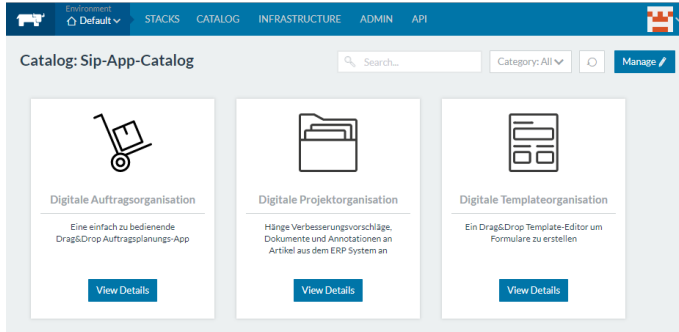 Environment
Default
STACKS CATALOG INFRASTRUCTURE ADMIN API
Catalog: Sip-App-Catalog
Search...
Category: All
Manage
Digitale Auftragsorganisation
Eine einfach zu bedienende
Drag&Drop Auftragsplanungs-App
View Details
Digitale Projektorganisation
Hänge Verbesserungsvorschläge,
Dokumente und Annotationen an
Artikel aus dem ERP System an
View Details
Digitale Templateorganisation
Ein Drag&Drop Template-Editor um
Formulare zu erstellen
View Details